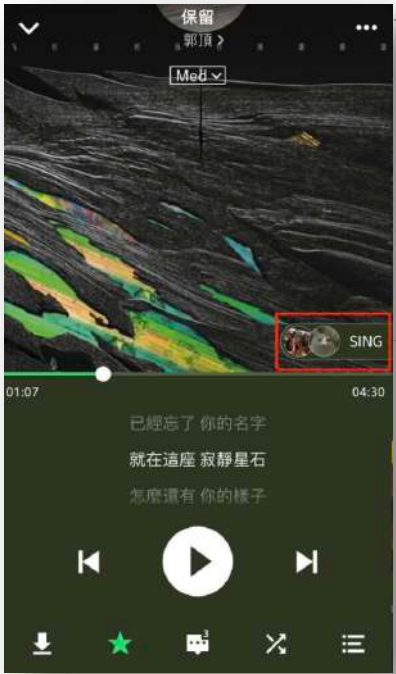 保留
郭頂
Med
SING
01:07
04:30
已經忘了 你的名字
就在這座 寂靜星石
怎麼還有 你的樣子
3